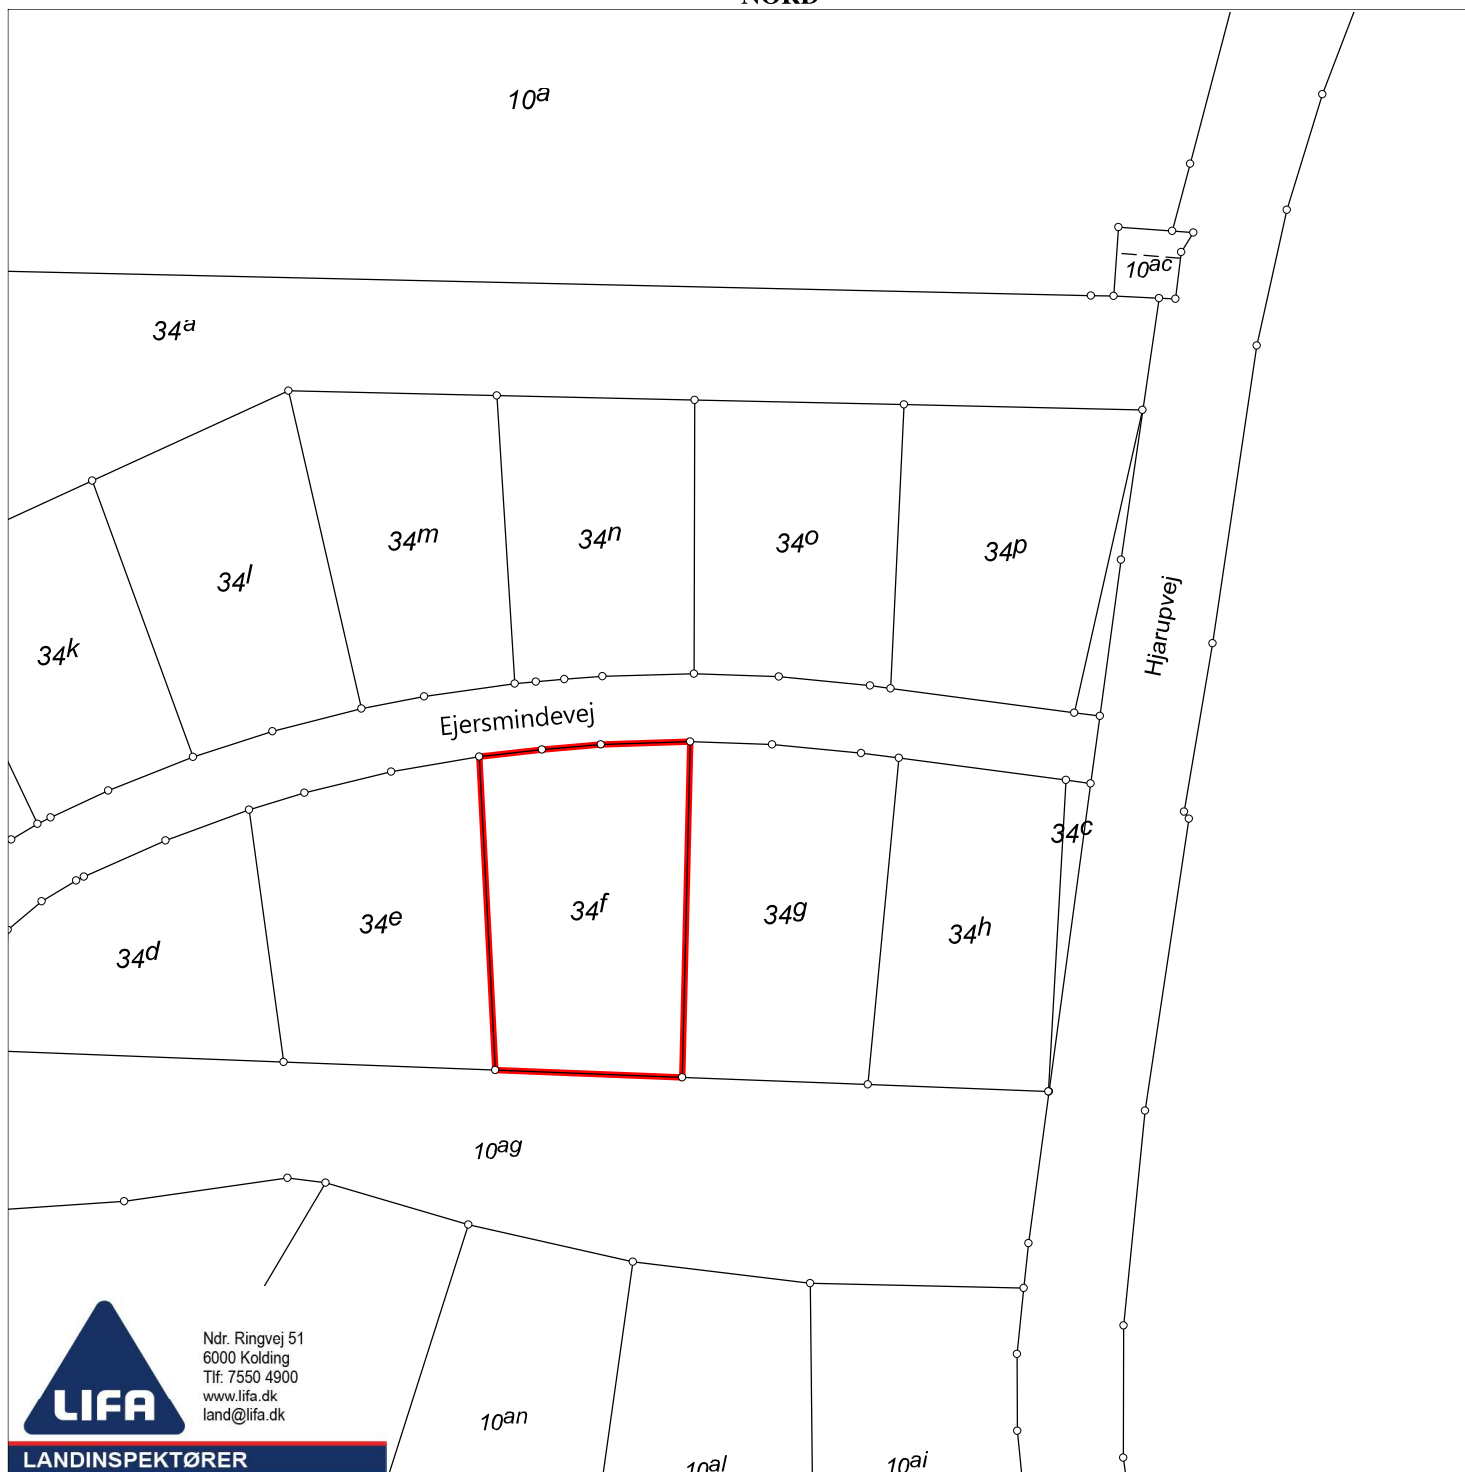 NORD
10a
10ac
34a
34m
34n
34o
34p
34l
34k
Hjarupvej
Ejersmindevej
34c
34f
34g
34e
34h
34d
10ag
Ndr. Ringvej 51
6000 Kolding
Tlf: 7550 4900
www.lifa.dk
land@lifa.dk
LIFA
LANDINSPEKTØRER
10an
10al
10ai